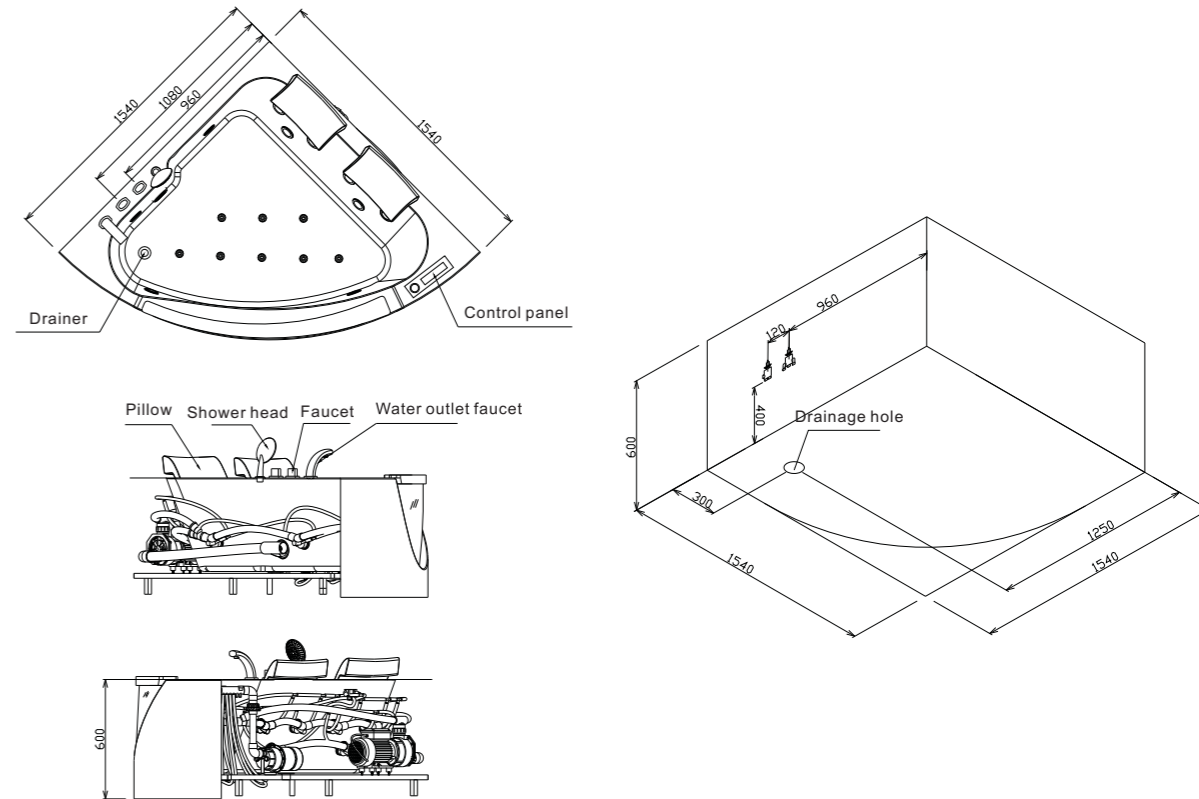 1540
1080
960
1540
Drainer
Control panel
Pillow
Shower head
Faucet
Water outlet faucet
600
960
120
400
Drainage hole
600
300
1540
1250
1540